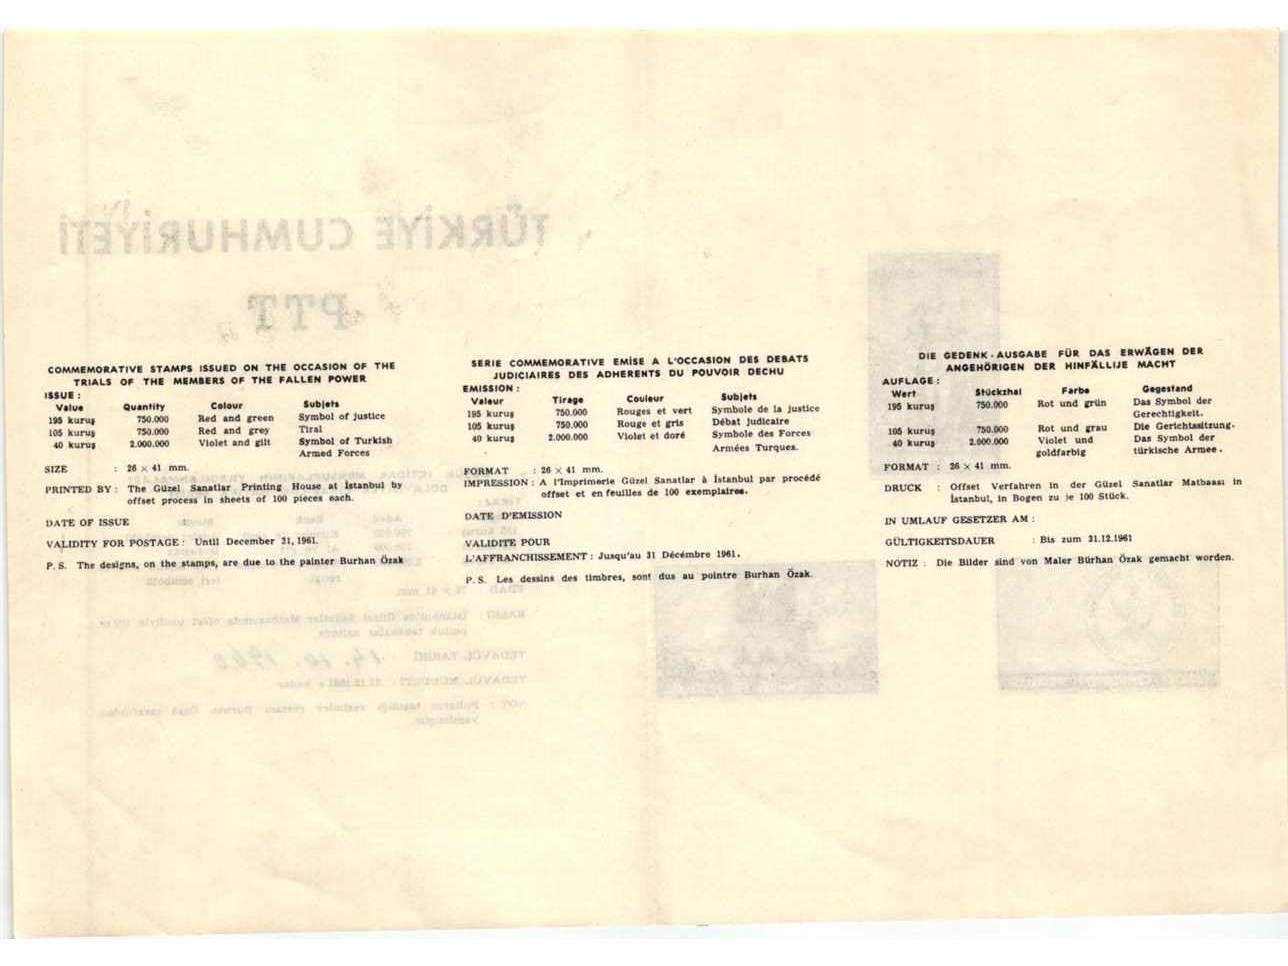 TÜRKİYE CUMHURİYETİ
PTT
COMMEMORATIVE STAMPS ISSUED ON THE OCCASION OF THE
TRIALS OF THE MEMBERS OF THE FALLEN POWER
ISSUE :
Value Quantity Colour Subjets
195 kuruş 750.000 Red and green Symbol of justice
105 kuruş 750.000 Red and grey Tiral
40 kuruş 2.000.000 Violet and gilt Symbol of Turkish
Armed Forces
SIZE : 26 × 41 mm.
PRINTED BY : The Güzel Sanatlar Printing House at İstanbul by
offset process in sheets of 100 pieces each.
DATE OF ISSUE
VALIDITY FOR POSTAGE : Until December 31, 1961.
P. S. The designs, on the stamps, are due to the painter Burhan Özak
SERIE COMMEMORATIVE EMİSE A L'OCCASION DES DEBATS
JUDICIAIRES DES ADHERENTS DU POUVOIR DECHU
EMISSION :
Valeur Tirage Couleur Subjets
195 kuruş 750.000 Rouges et vert Symbole de la justice
105 kuruş 750.000 Rouge et gris Débat judicaire
40 kuruş 2.000.000 Violet et doré Symbole des Forces
Armées Turques.
FORMAT : 26 × 41 mm.
IMPRESSION : A l'Imprimerie Güzel Sanatlar à İstanbul par procédé
offset et en feuilles de 100 exemplaires.
DATE D'EMISSION
VALIDITE POUR
L'AFFRANCHISSEMENT : Jusqu'au 31 Décémbre 1961.
P. S. Les dessins des timbres, sont dus au pointre Burhan Özak.
DIE GEDENK - AUSGABE FÜR DAS ERWÄGEN DER
ANGEHÖRIGEN DER HINFÄLLIJE MACHT
AUFLAGE :
Wert Stückzhal Farbe Gegestand
195 kuruş 750.000 Rot und grün Das Symbol der
Gerechtigkeit.
105 kuruş 750.000 Rot und grau Die Gerichtssitzung.
40 kuruş 2.000.000 Violet und Das Symbol der
goldfarbig türkische Armee .
FORMAT : 26 × 41 mm.
DRUCK : Offset Verfahren in der Güzel Sanatlar Matbaası in
İstanbul, in Bogen zu je 100 Stück.
IN UMLAUF GESETZER AM :
GÜLTIGKEITSDAUER : Bis zum 31.12.1961
NOTIZ : Die Bilder sind von Maler Bürhan Özak gemacht worden.
14. 10. 1960